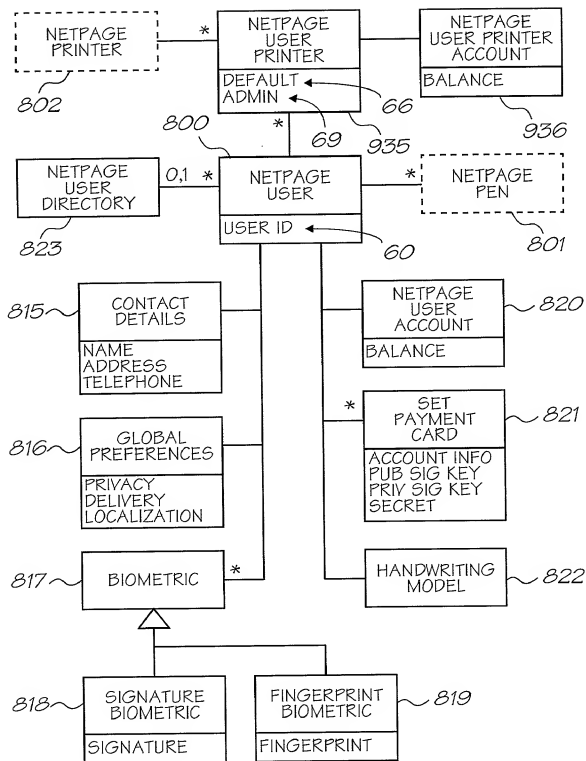 NETPAGE
PRINTER
802
*
NETPAGE
USER
PRINTER
DEFAULT
ADMIN
66
69
935
NETPAGE
USER PRINTER
ACCOUNT
BALANCE
936
800
*
NETPAGE
USER
DIRECTORY
823
0,1
*
NETPAGE
USER
USER ID
60
*
NETPAGE
PEN
801
815
CONTACT
DETAILS
NAME
ADDRESS
TELEPHONE
NETPAGE
USER
ACCOUNT
BALANCE
820
816
GLOBAL
PREFERENCES
PRIVACY
DELIVERY
LOCALIZATION
*
SET
PAYMENT
CARD
ACCOUNT INFO
PUB SIG KEY
PRIV SIG KEY
SECRET
821
817
BIOMETRIC
*
HANDWRITING
MODEL
822
818
SIGNATURE
BIOMETRIC
SIGNATURE
FINGERPRINT
BIOMETRIC
FINGERPRINT
819